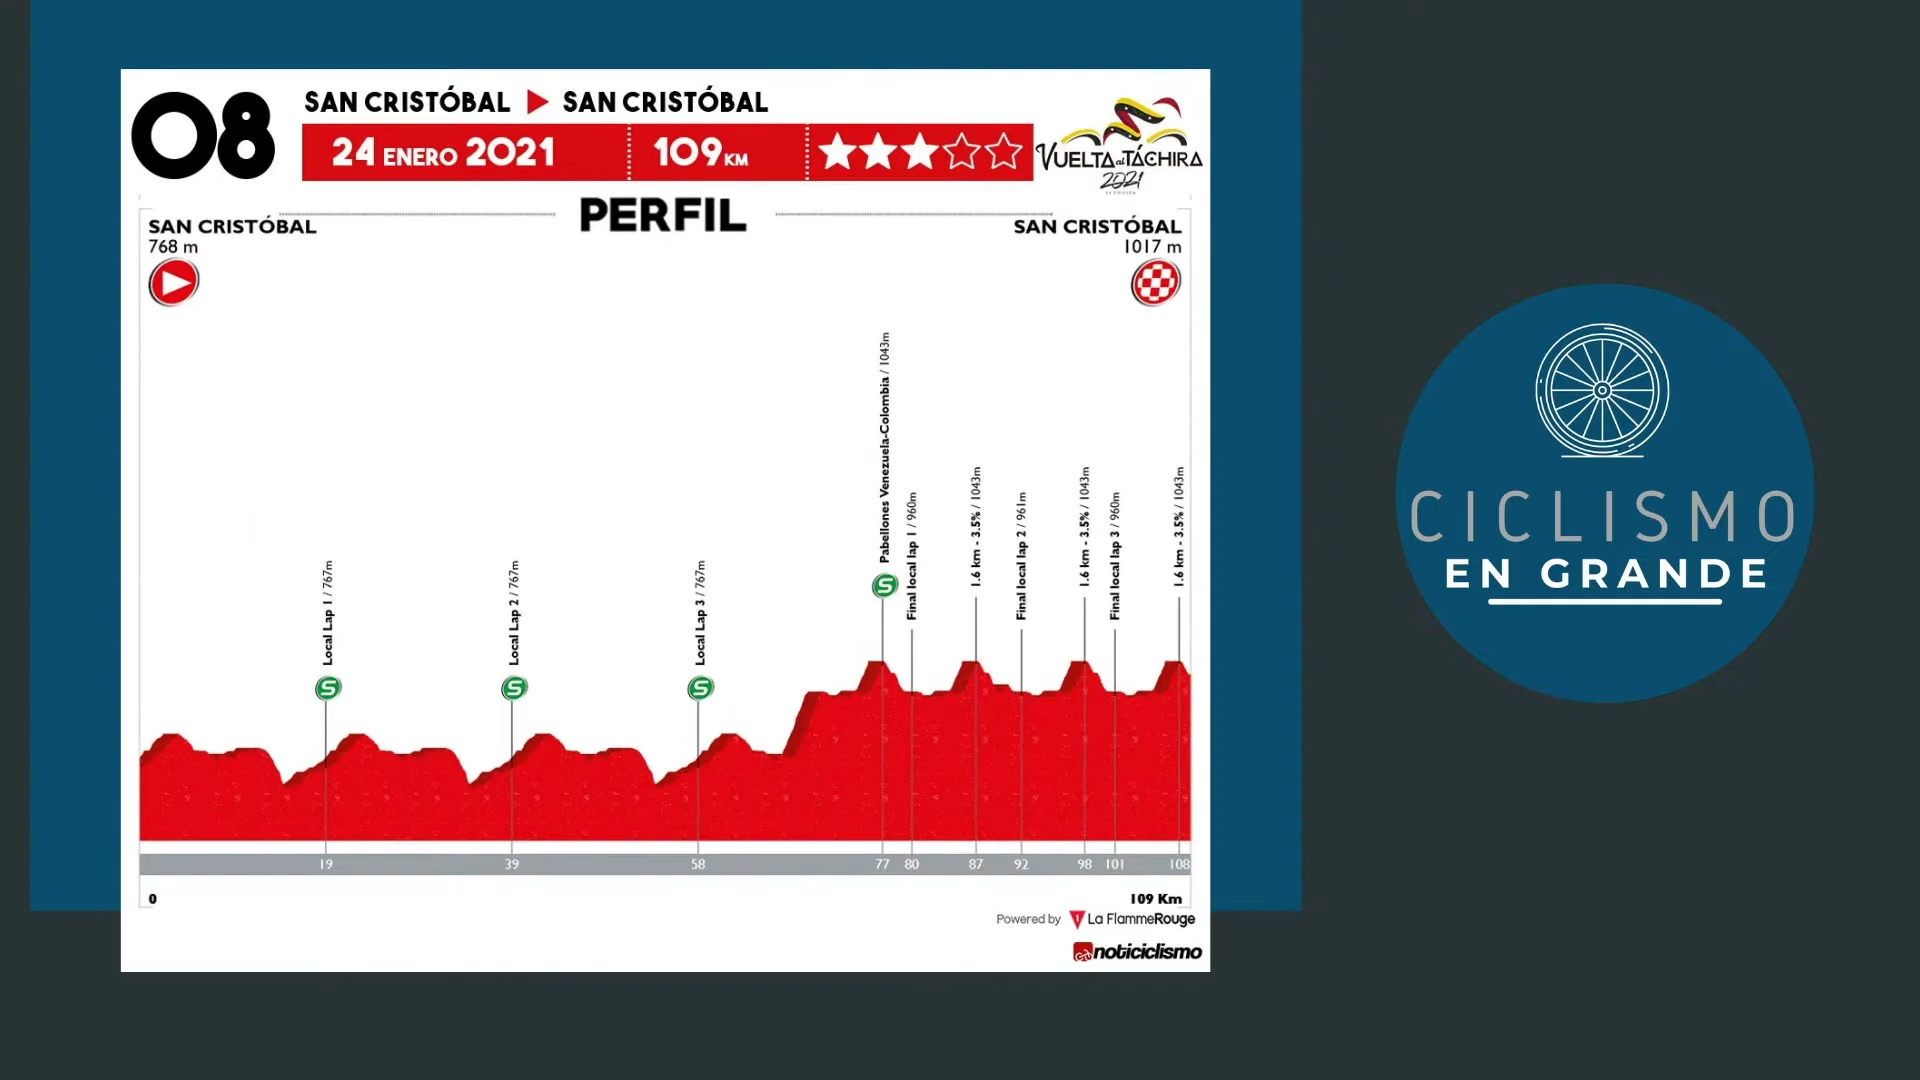 08
SAN CRISTÓBAL SAN CRISTÓBAL
24 ENERO 2021 109 KM
VUELTA al TÁCHIRA
2021
PERFIL
SAN CRISTÓBAL
768 m
SAN CRISTÓBAL
1017 m
Local Lap 1 / 767m
Local Lap 2 / 767m
Local Lap 3 / 767m
Pabellones Venezuela-Colombia / 1043m
Final local lap 1 / 960m
1.6 km - 3.5% / 1043m
Final local lap 2 / 961m
1.6 km - 3.5% / 1043m
Final local lap 3 / 960m
1.6 km - 3.5% / 1043m
S
S
S
S
19 39 58 77 80 87 92 98 101 108
0
109 Km
Powered by La FlammeRouge
noticiclismo
CICLISMO
EN GRANDE